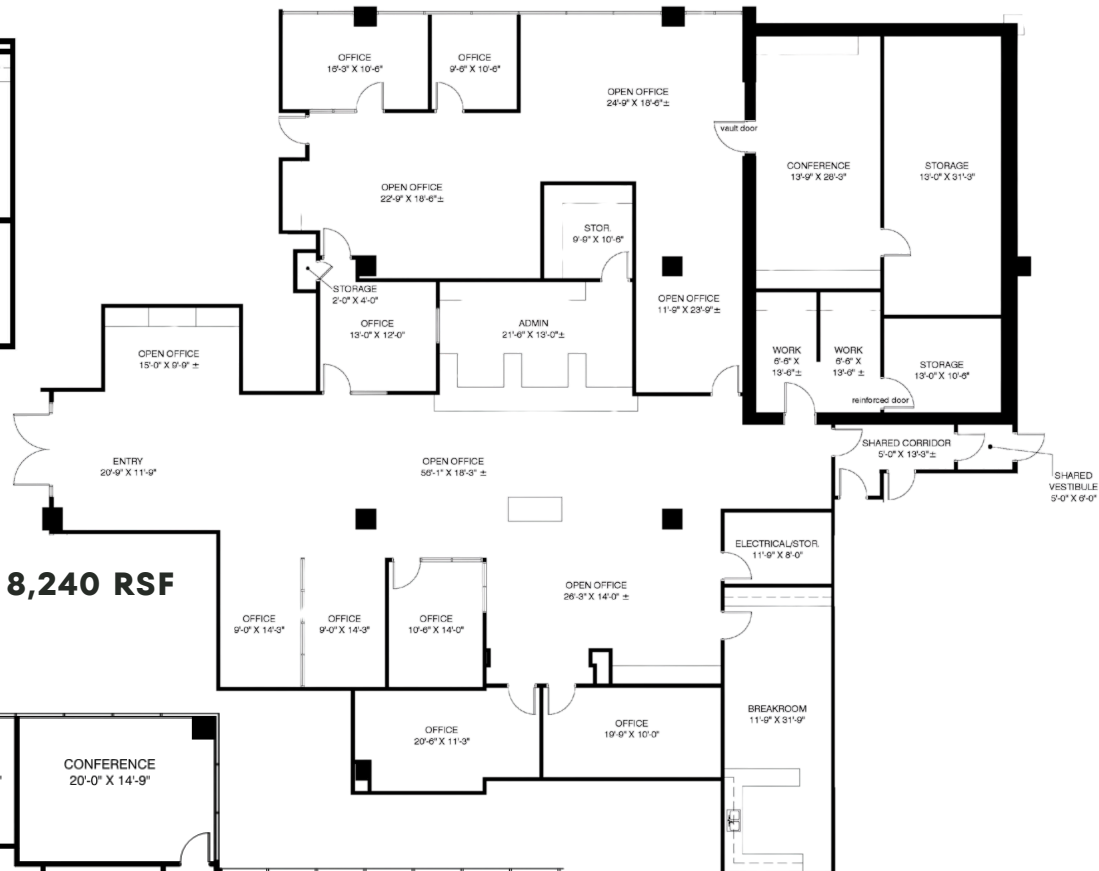 OFFICE
16'-3" X 10'-6"
OFFICE
9'-6" X 10'-6"
OPEN OFFICE
24'-9" X 18'-6"±
vault door
CONFERENCE
13'-9" X 28'-3"
STORAGE
13'-0" X 31'-3"
OPEN OFFICE
22'-9" X 18'-6"±
STOR.
9'-9" X 10'-6"
STORAGE
2'-0" X 4'-0"
OPEN OFFICE
11'-9" X 23'-9"±
OFFICE
13'-0" X 12'-0"
ADMIN
21'-6" X 13'-0"±
OPEN OFFICE
15'-0" X 9'-9" ±
WORK
6'-6" X
13'-6"±
WORK
6'-6" X
13'-6" ±
STORAGE
13'-0" X 10'-6"
reinforced door
SHARED CORRIDOR
5'-0" X 13'-3"±
ENTRY
20'-9" X 11'-9"
OPEN OFFICE
56'-1" X 18'-3" ±
SHARED
VESTIBULE
5'-0" X 6'-0"
ELECTRICAL/STOR.
11'-9" X 8'-0"
8,240 RSF
OPEN OFFICE
26'-3" X 14'-0" ±
OFFICE
9'-0" X 14'-3"
OFFICE
9'-0" X 14'-3"
OFFICE
10'-6" X 14'-0"
BREAKROOM
11'-9" X 31'-9"
OFFICE
20'-6" X 11'-3"
OFFICE
19'-9" X 10'-0"
CONFERENCE
20'-0" X 14'-9"